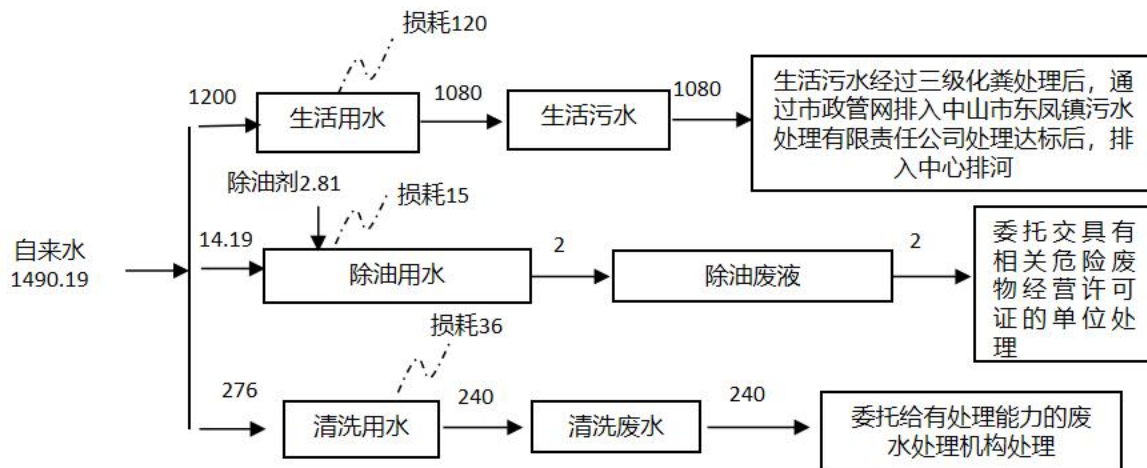 损耗120
1200
生活用水
1080
生活污水
1080
生活污水经过三级化粪处理后，通
过市政管网排入中山市东凤镇污水
处理有限责任公司处理达标后，排
入中心排河
除油剂2.81
损耗15
自来水
1490.19
14.19
除油用水
2
除油废液
2
委托交具有
相关危险废
物经营许可
证的单位处
理
损耗36
276
清洗用水
240
清洗废水
240
委托给有处理能力的废
水处理机构处理